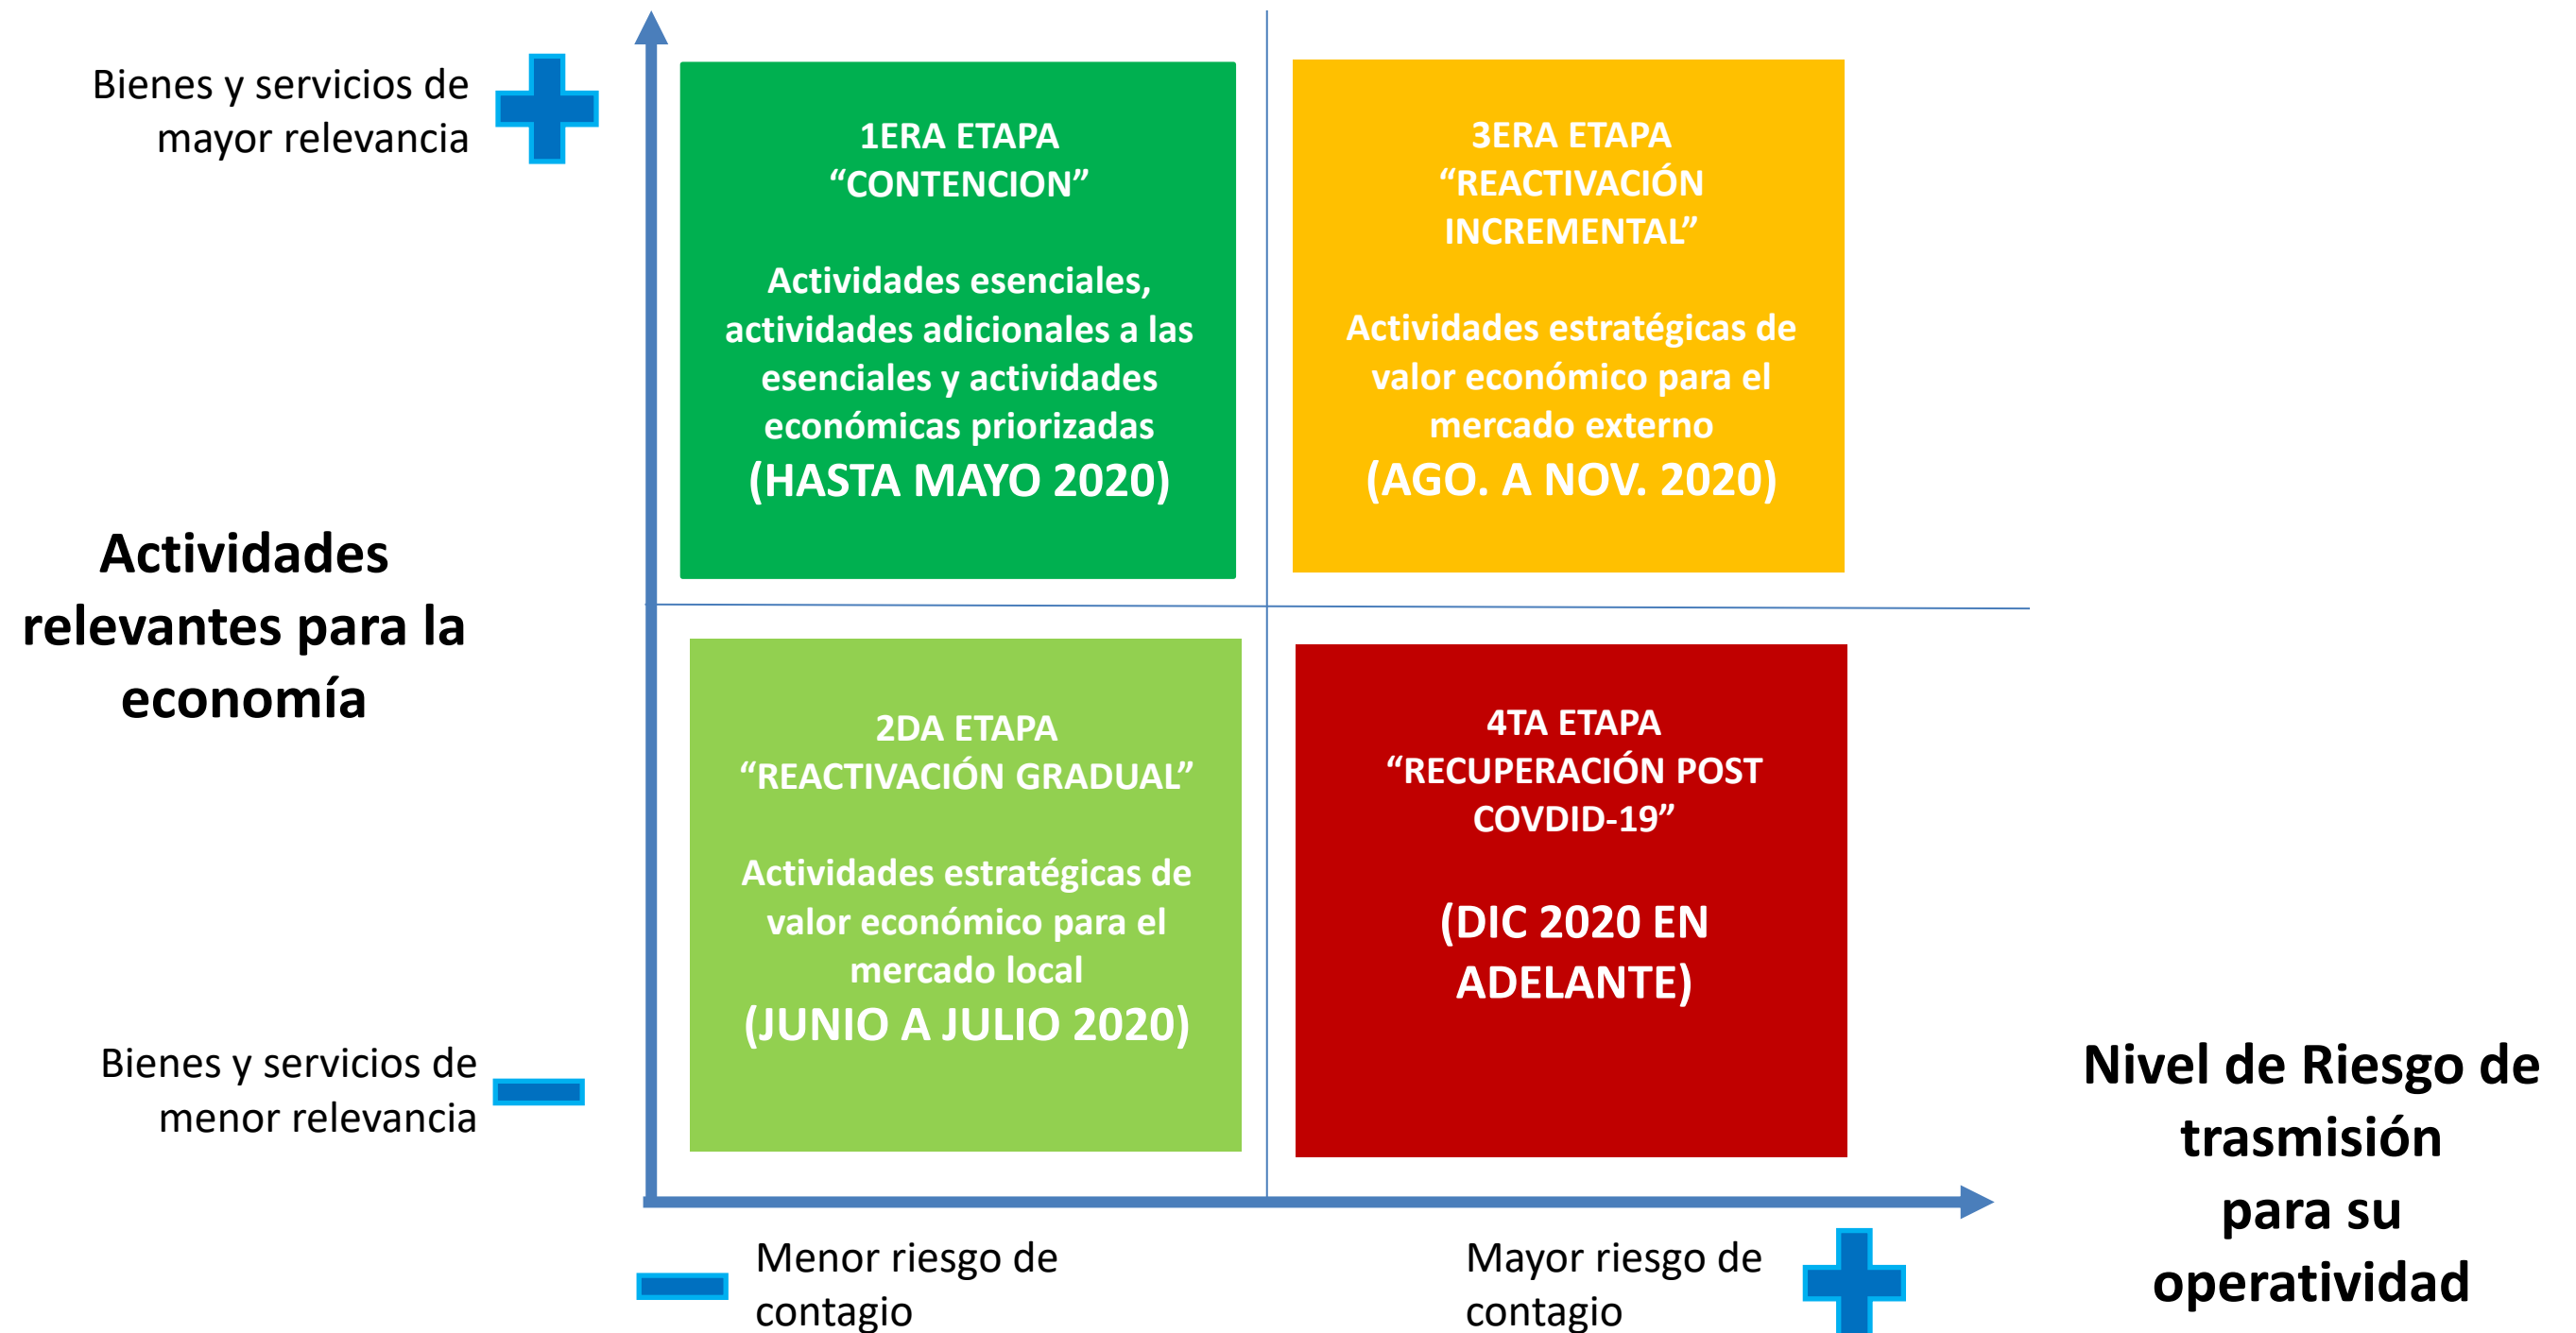 Bienes y servicios de
mayor relevancia
1ERA ETAPA
“CONTENCION”
Actividades esenciales,
actividades adicionales a las
esenciales y actividades
económicas priorizadas
(HASTA MAYO 2020)
3ERA ETAPA
“REACTIVACIÓN
INCREMENTAL”
Actividades estratégicas de
valor económico para el
mercado externo
(AGO. A NOV. 2020)
Actividades
relevantes para la
economía
2DA ETAPA
“REACTIVACIÓN GRADUAL”
Actividades estratégicas de
valor económico para el
mercado local
(JUNIO A JULIO 2020)
4TA ETAPA
“RECUPERACIÓN POST
COVDID-19”
(DIC 2020 EN
ADELANTE)
Bienes y servicios de
menor relevancia
Nivel de Riesgo de
trasmisión
para su
operatividad
Menor riesgo de
contagio
Mayor riesgo de
contagio